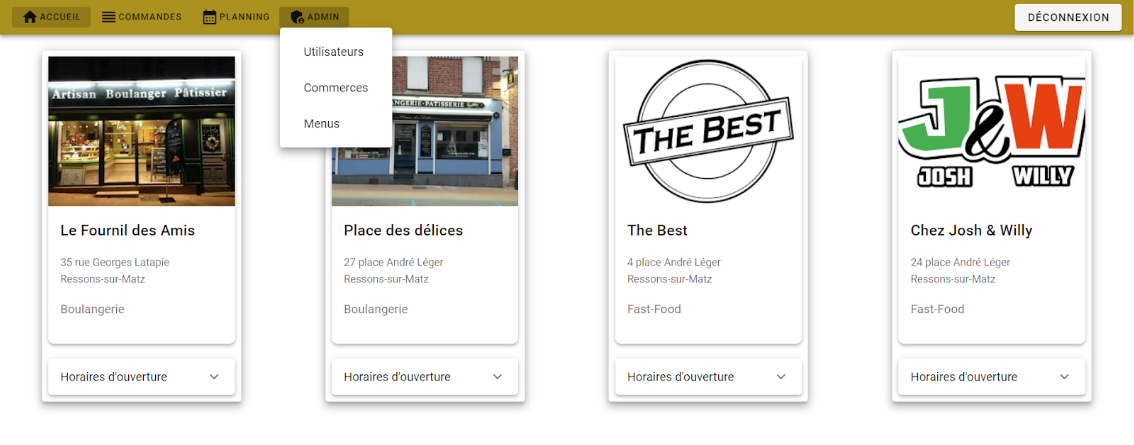 ACCUEIL
COMMANDES
PLANNING
ADMIN
DÉCONNEXION
Utilisateurs
Commerces
Menus
Artisan Boulanger Pâtissier
Le Fournil des Amis
35 rue Georges Latapie
Ressons-sur-Matz
Boulangerie
Horaires d'ouverture
Place des délices
27 place André Léger
Ressons-sur-Matz
Boulangerie
Horaires d'ouverture
THE BEST
The Best
4 place André Léger
Ressons-sur-Matz
Fast-Food
Horaires d'ouverture
J&W
JOSH WILLY
Chez Josh & Willy
24 place André Léger
Ressons-sur-Matz
Fast-Food
Horaires d'ouverture